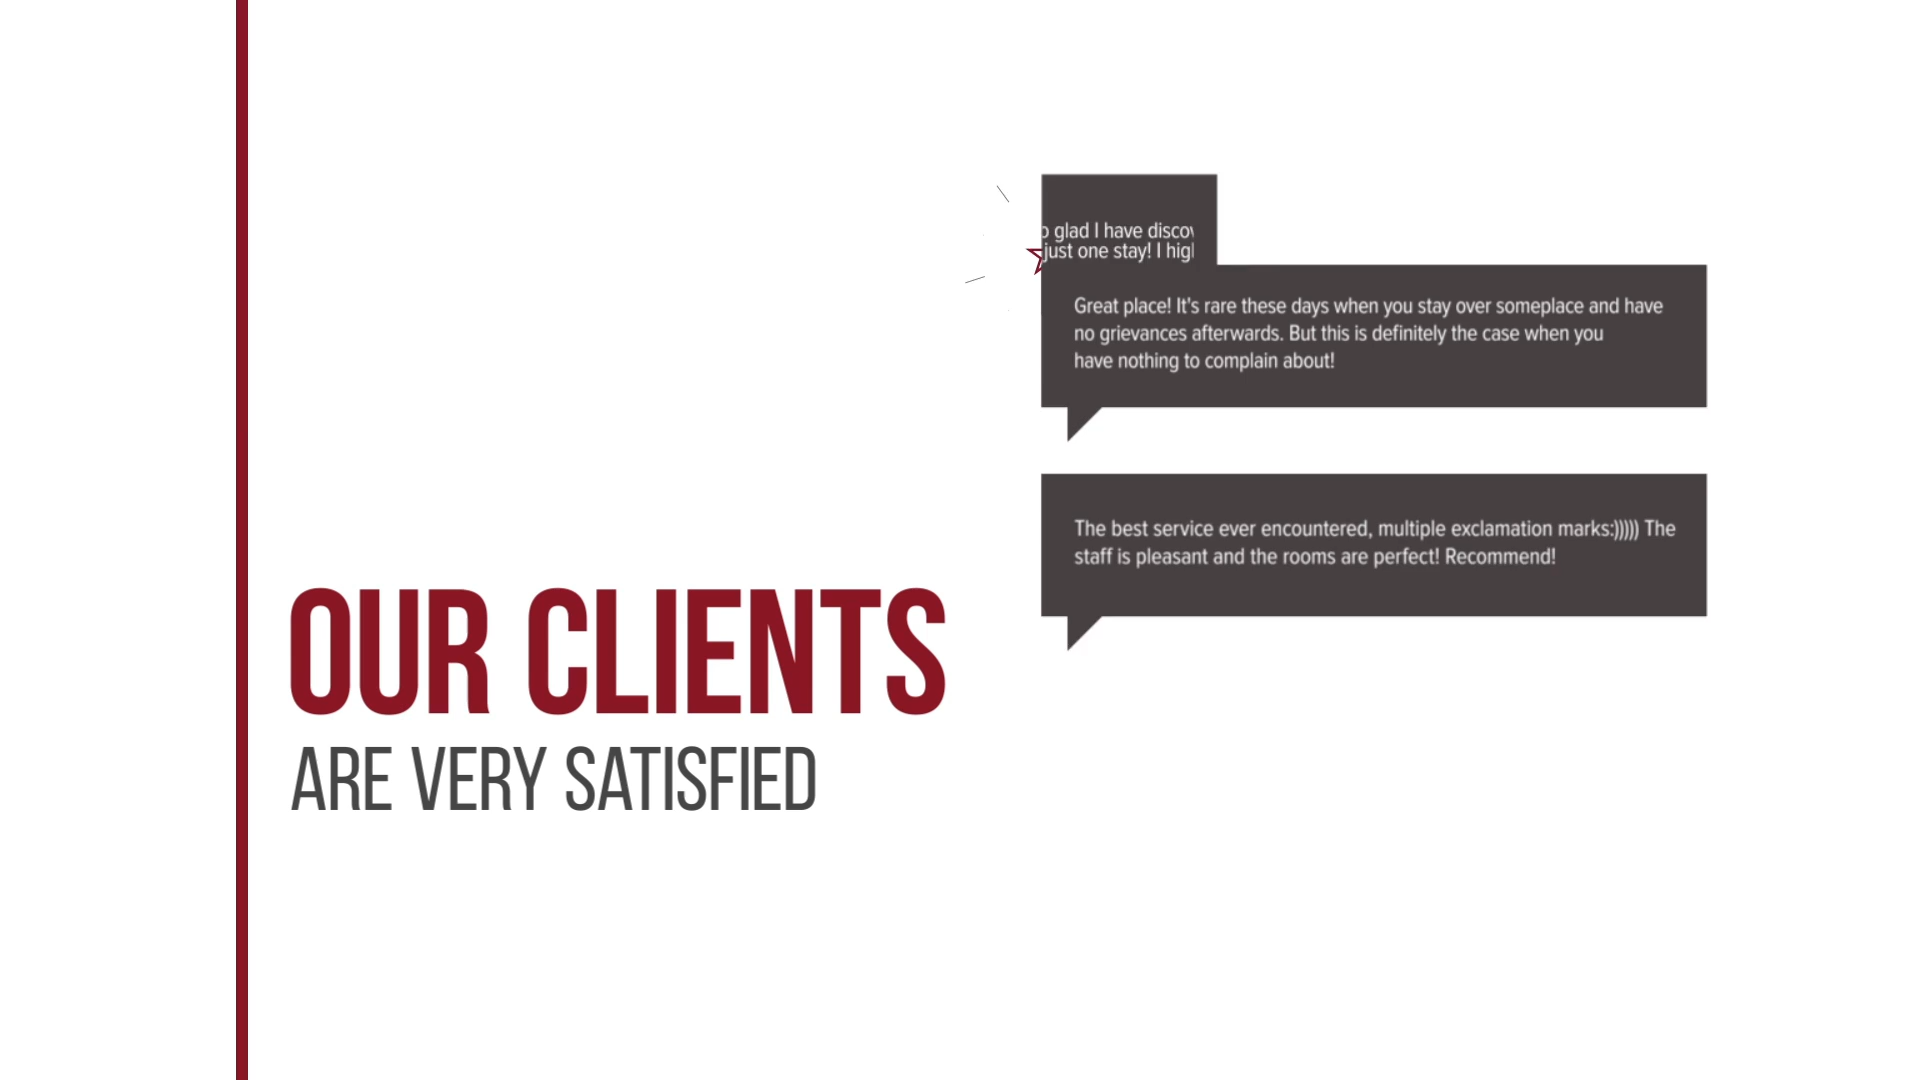 glad I have
just one stay! I
Great place! It's rare these days when you stay over someplace and have
no grievances afterwards. But this is definitely the case when you
have nothing to complain about!
The best service ever encountered, multiple exclamation marks:))))) The
staff is pleasant and the rooms are perfect! Recommend!
OUR CLIENTS
ARE VERY SATISFIED